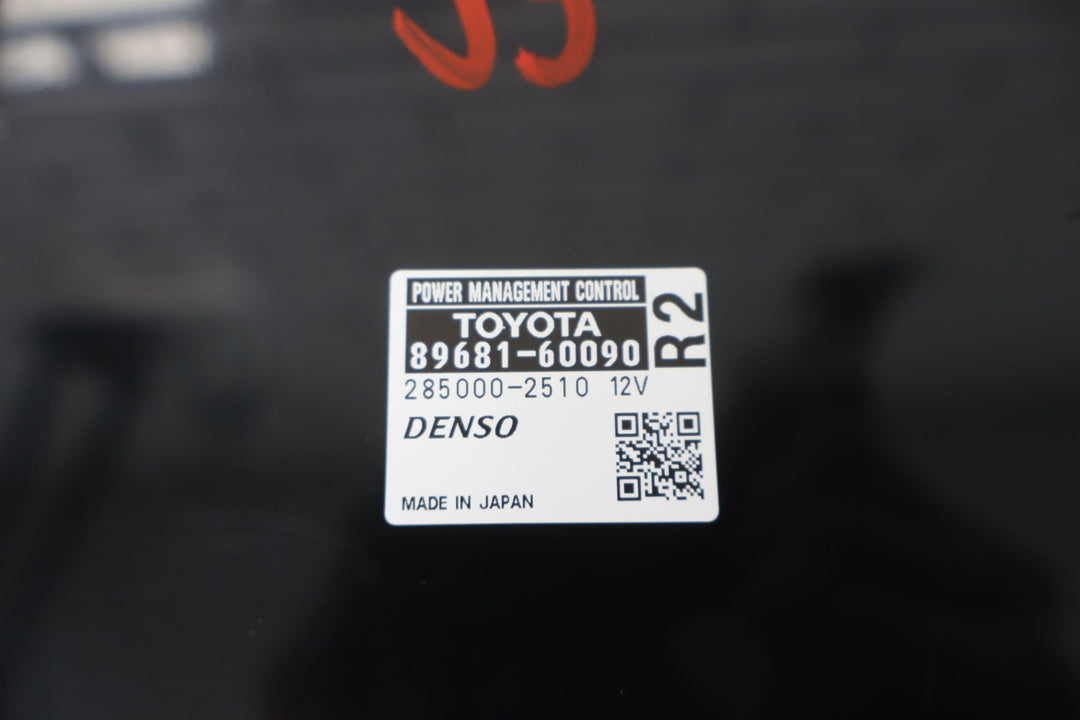 POWER MANAGEMENT CONTROL
TOYOTA
89681-60090
R2
285000-2510 12V
DENSO
MADE IN JAPAN